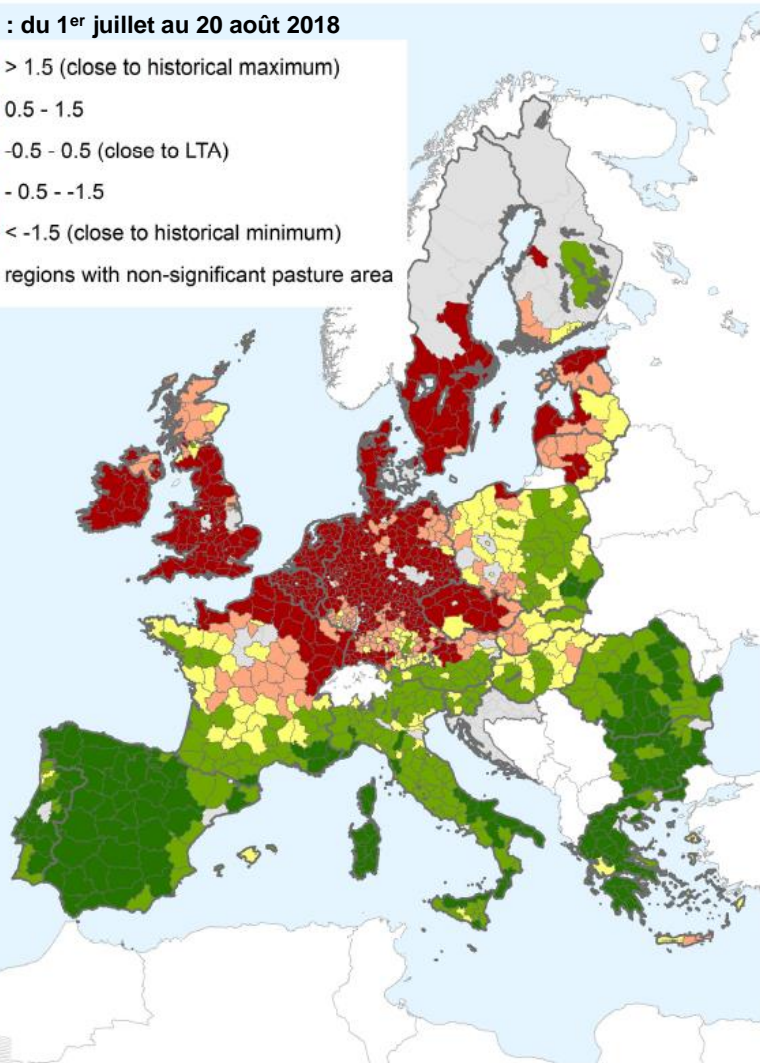 : du 1er juillet au 20 août 2018
> 1.5 (close to historical maximum)
0.5 - 1.5
-0.5 - 0.5 (close to LTA)
- 0.5 - -1.5
< -1.5 (close to historical minimum)
regions with non-significant pasture area